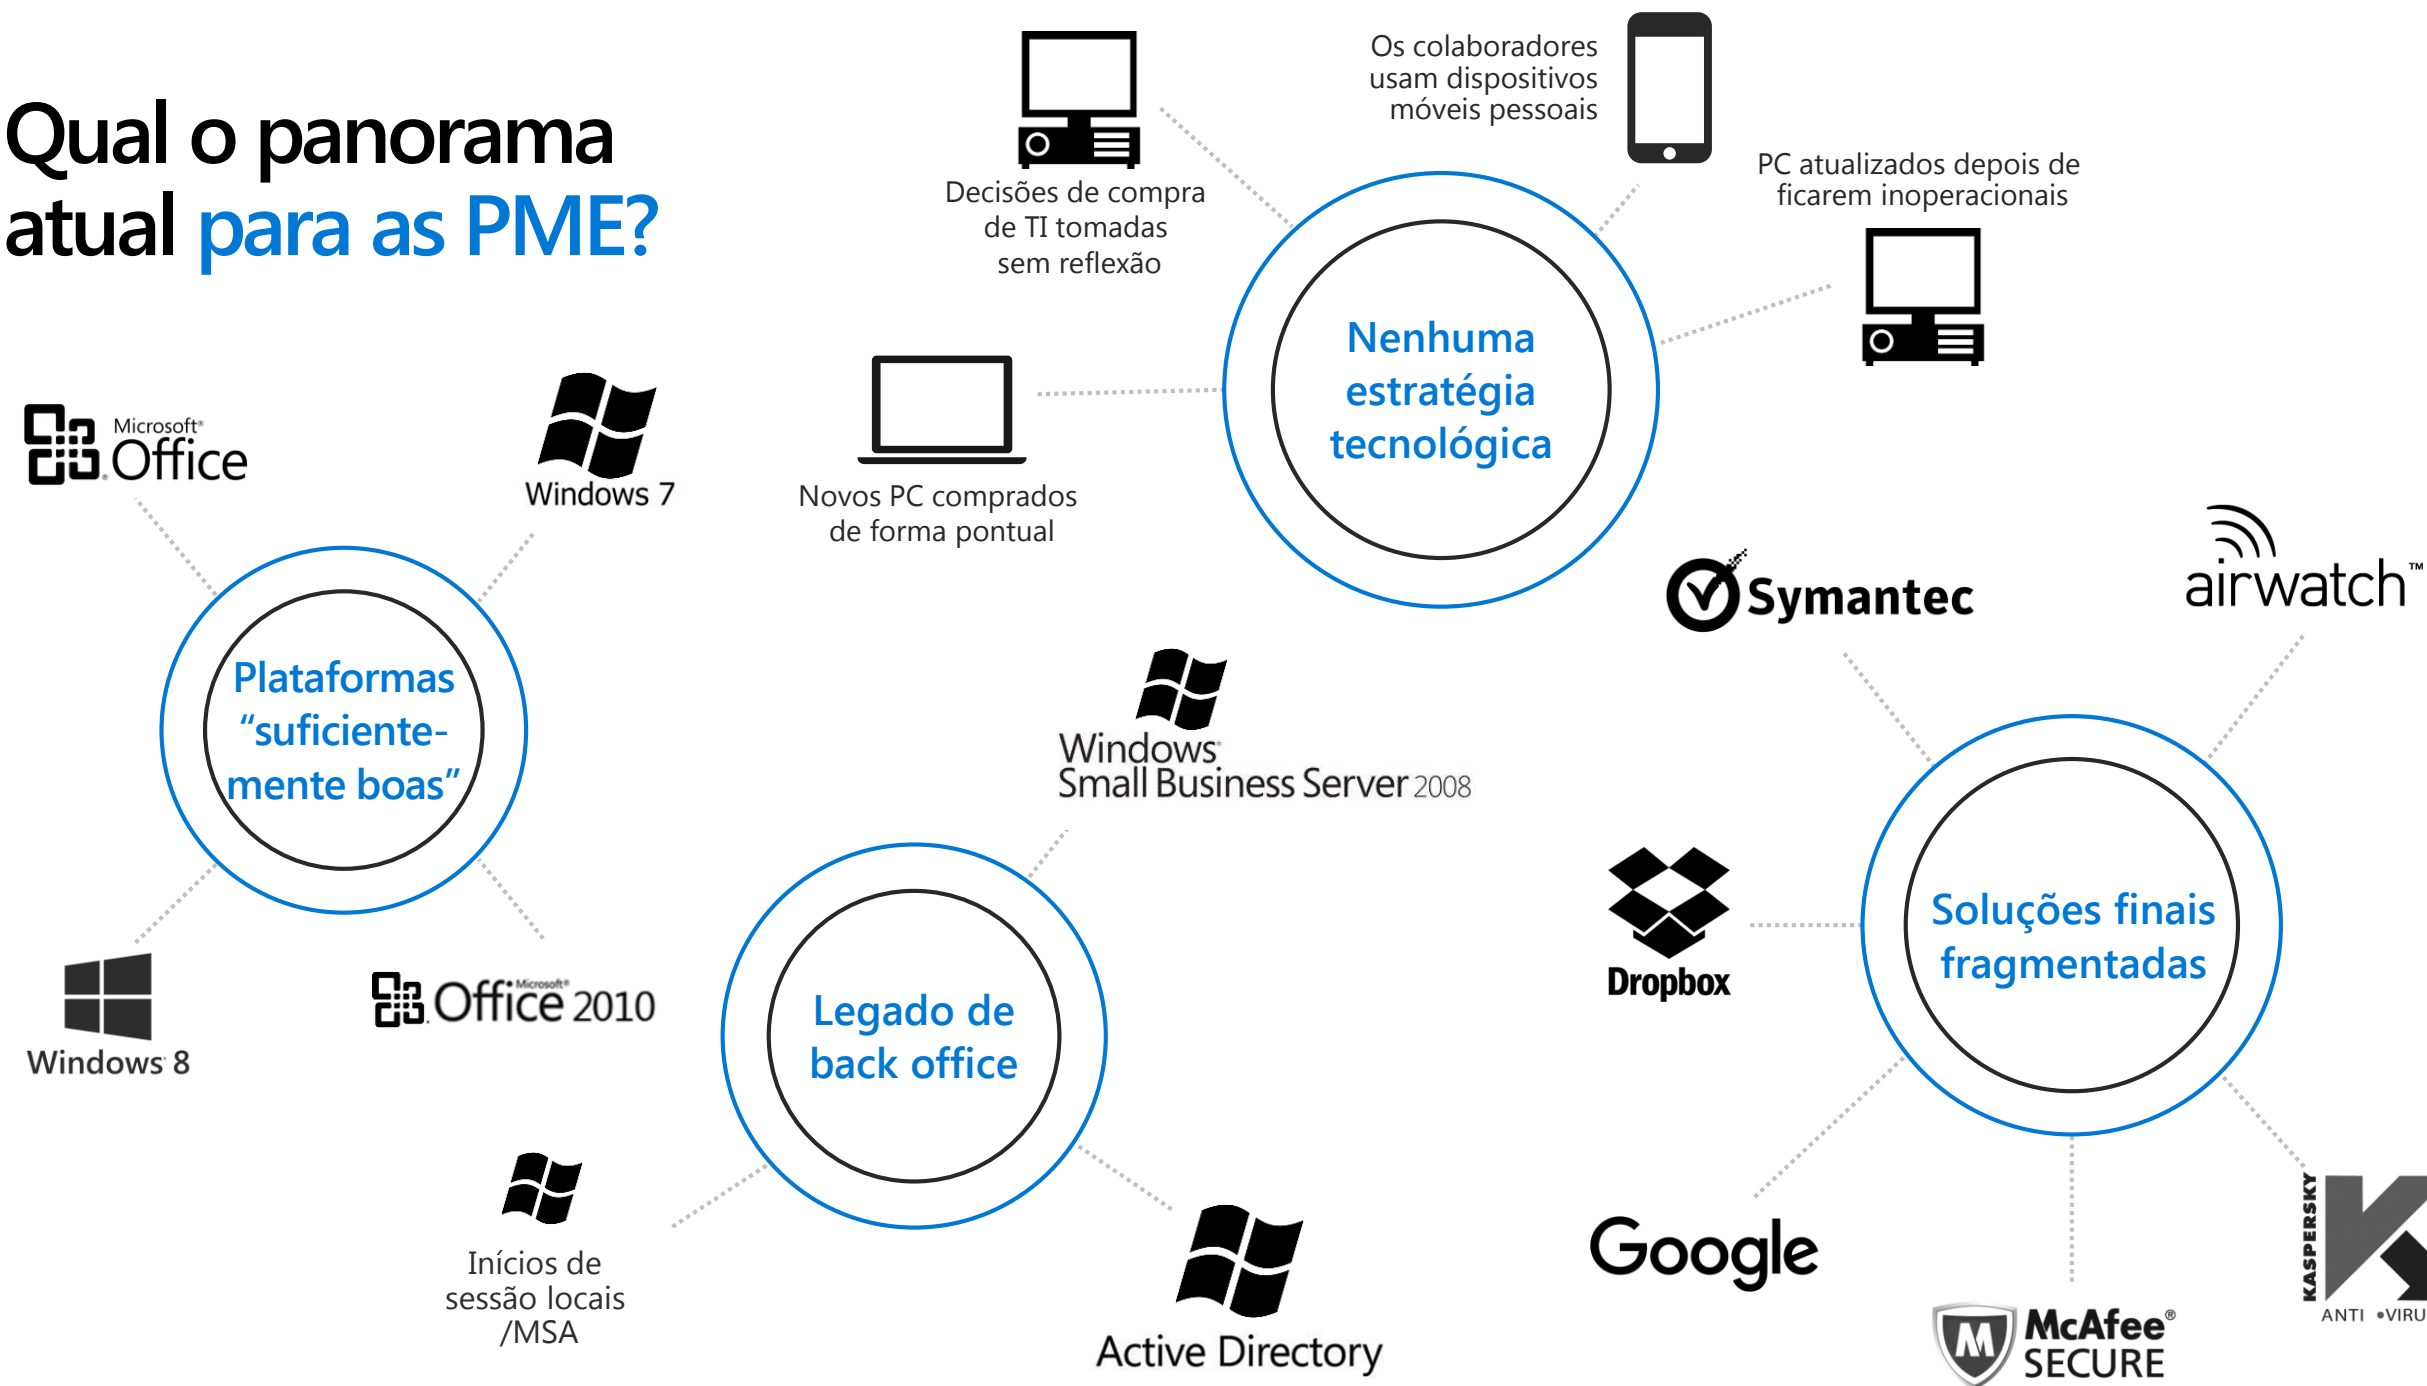 Qual o panorama
atual para as PME?
Decisões de compra
de TI tomadas
sem reflexão
Os colaboradores
usam dispositivos
móveis pessoais
PC atualizados depois de
ficarem inoperacionais
Novos PC comprados
de forma pontual
Nenhuma
estratégia
tecnológica
Microsoft®
Office
Windows 7
Plataformas
“suficiente-
mente boas”
Windows 8
Microsoft®
Office 2010
Windows
Small Business Server 2008
Legado de
back office
Inícios de
sessão locais
/MSA
Active Directory
Symantec
airwatch™
Dropbox
Soluções finais
fragmentadas
Google
M
McAfee®
SECURE
KASPERSKY
ANTI •VIRU